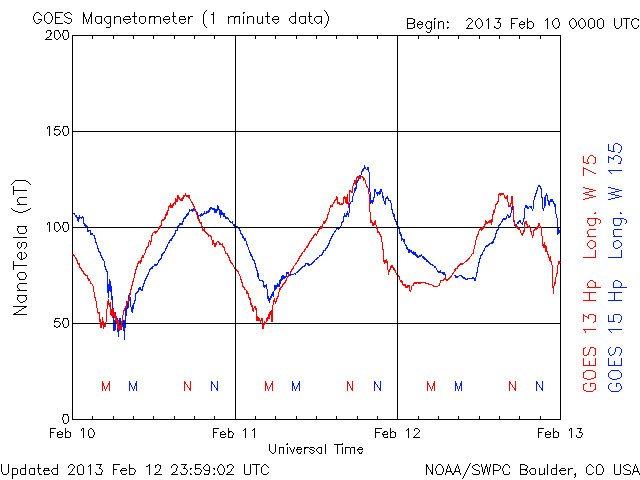 GOES Magnetometer (1 minute data)
Begin: 2013 Feb 10 0000 UTC
200
150
100
50
0
NanoTesla (nT)
M M N N M M N N M M N N
Feb 10 Feb 11 Feb 12 Feb 13
Universal Time
GOES 13 Hp Long. W 75
GOES 15 Hp Long. W 135
Updated 2013 Feb 12 23:59:02 UTC
NOAA/SWPC Boulder, CO USA